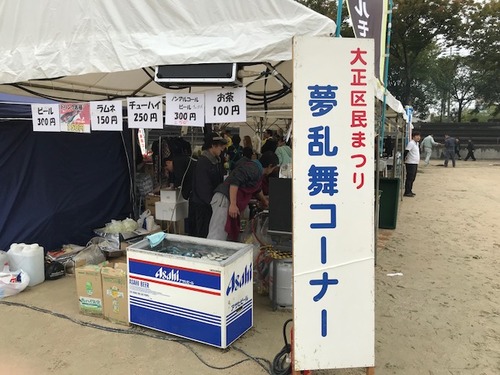 ビール
300円
ラムネ
150円
チューハイ
250円
ノンアルコール
ビール
300円
お茶
100円
大正区民まつり
夢乱舞コーナー
Asahi
Asahi
ASAHI BEER